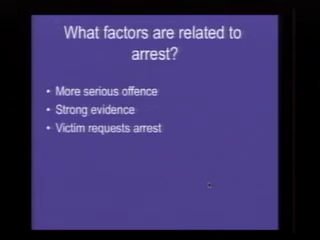 What factors are related to
arrest?
• More serious offence
• Strong evidence
• Victim requests arrest